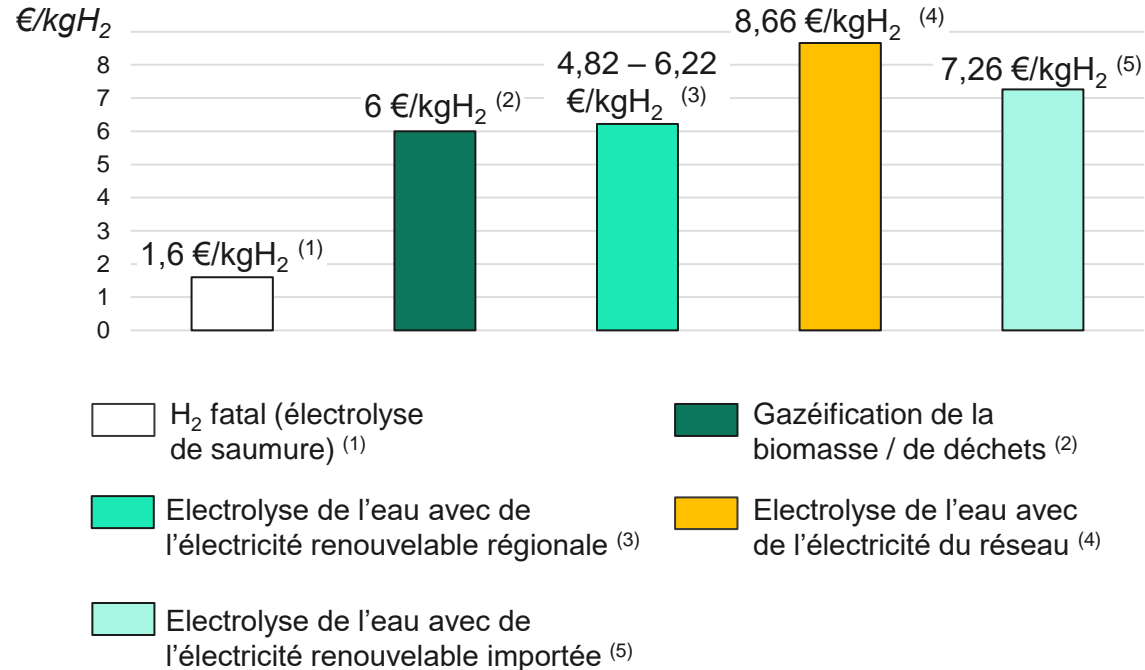 €/kgH₂
8,66 €/kgH₂ (4)
4,82 – 6,22
€/kgH₂ (3)
7,26 €/kgH₂ (5)
6 €/kgH₂ (2)
1,6 €/kgH₂ (1)
8
7
6
5
4
3
2
1
0
H₂ fatal (électrolyse
de saumure) (1)
Gazéification de la
biomasse / de déchets (2)
Electrolyse de l’eau avec de
l’électricité renouvelable régionale (3)
Electrolyse de l’eau avec
de l’électricité du réseau (4)
Electrolyse de l’eau avec de
l’électricité renouvelable importée (5)